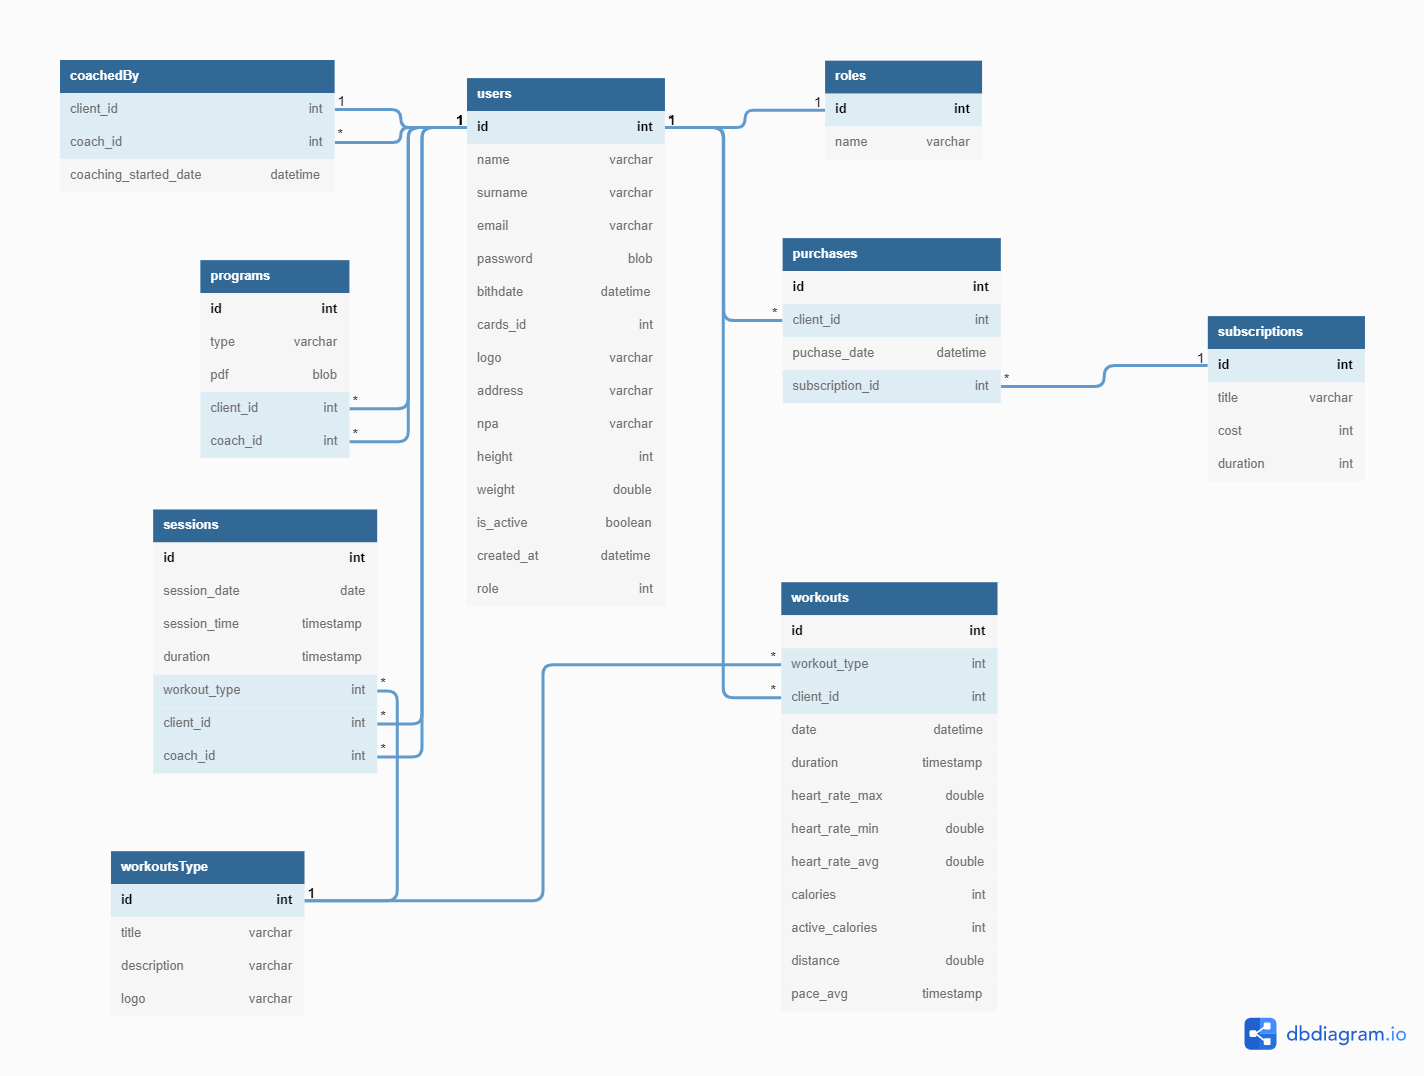 coachedBy
client_id int
coach_id int
coaching_started_date datetime
1
*
users
id int
name varchar
surname varchar
email varchar
password blob
bithdate datetime
cards_id int
logo varchar
address varchar
npa varchar
height int
weight double
is_active boolean
created_at datetime
role int
1
*1
roles
id int
name varchar
1
programs
id int
type varchar
pdf blob
client_id int
coach_id int
*
*
purchases
id int
client_id int
puchase_date datetime
subscription_id int
*
*
subscriptions
id int
title varchar
cost int
duration int
1
sessions
id int
session_date date
session_time timestamp
duration timestamp
workout_type int
client_id int
coach_id int
*
*
*
workouts
id int
workout_type int
client_id int
date datetime
duration timestamp
heart_rate_max double
heart_rate_min double
heart_rate_avg double
calories int
active_calories int
distance double
pace_avg timestamp
*
*
workoutsType
id int
title varchar
description varchar
logo varchar
1
dbdiagram.io